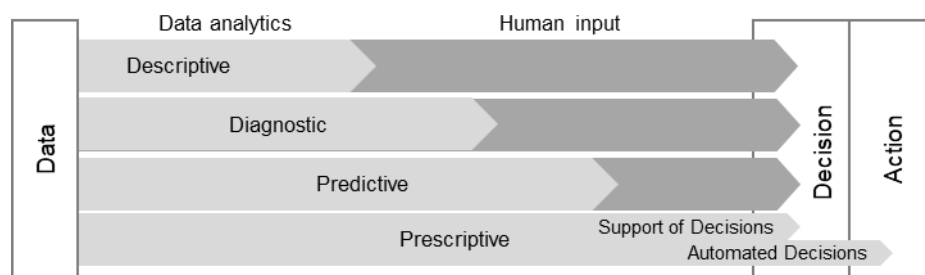 Data analytics
Human input
Descriptive
Diagnostic
Predictive
Prescriptive
Support of Decisions
Automated Decisions
Data
Decision
Action